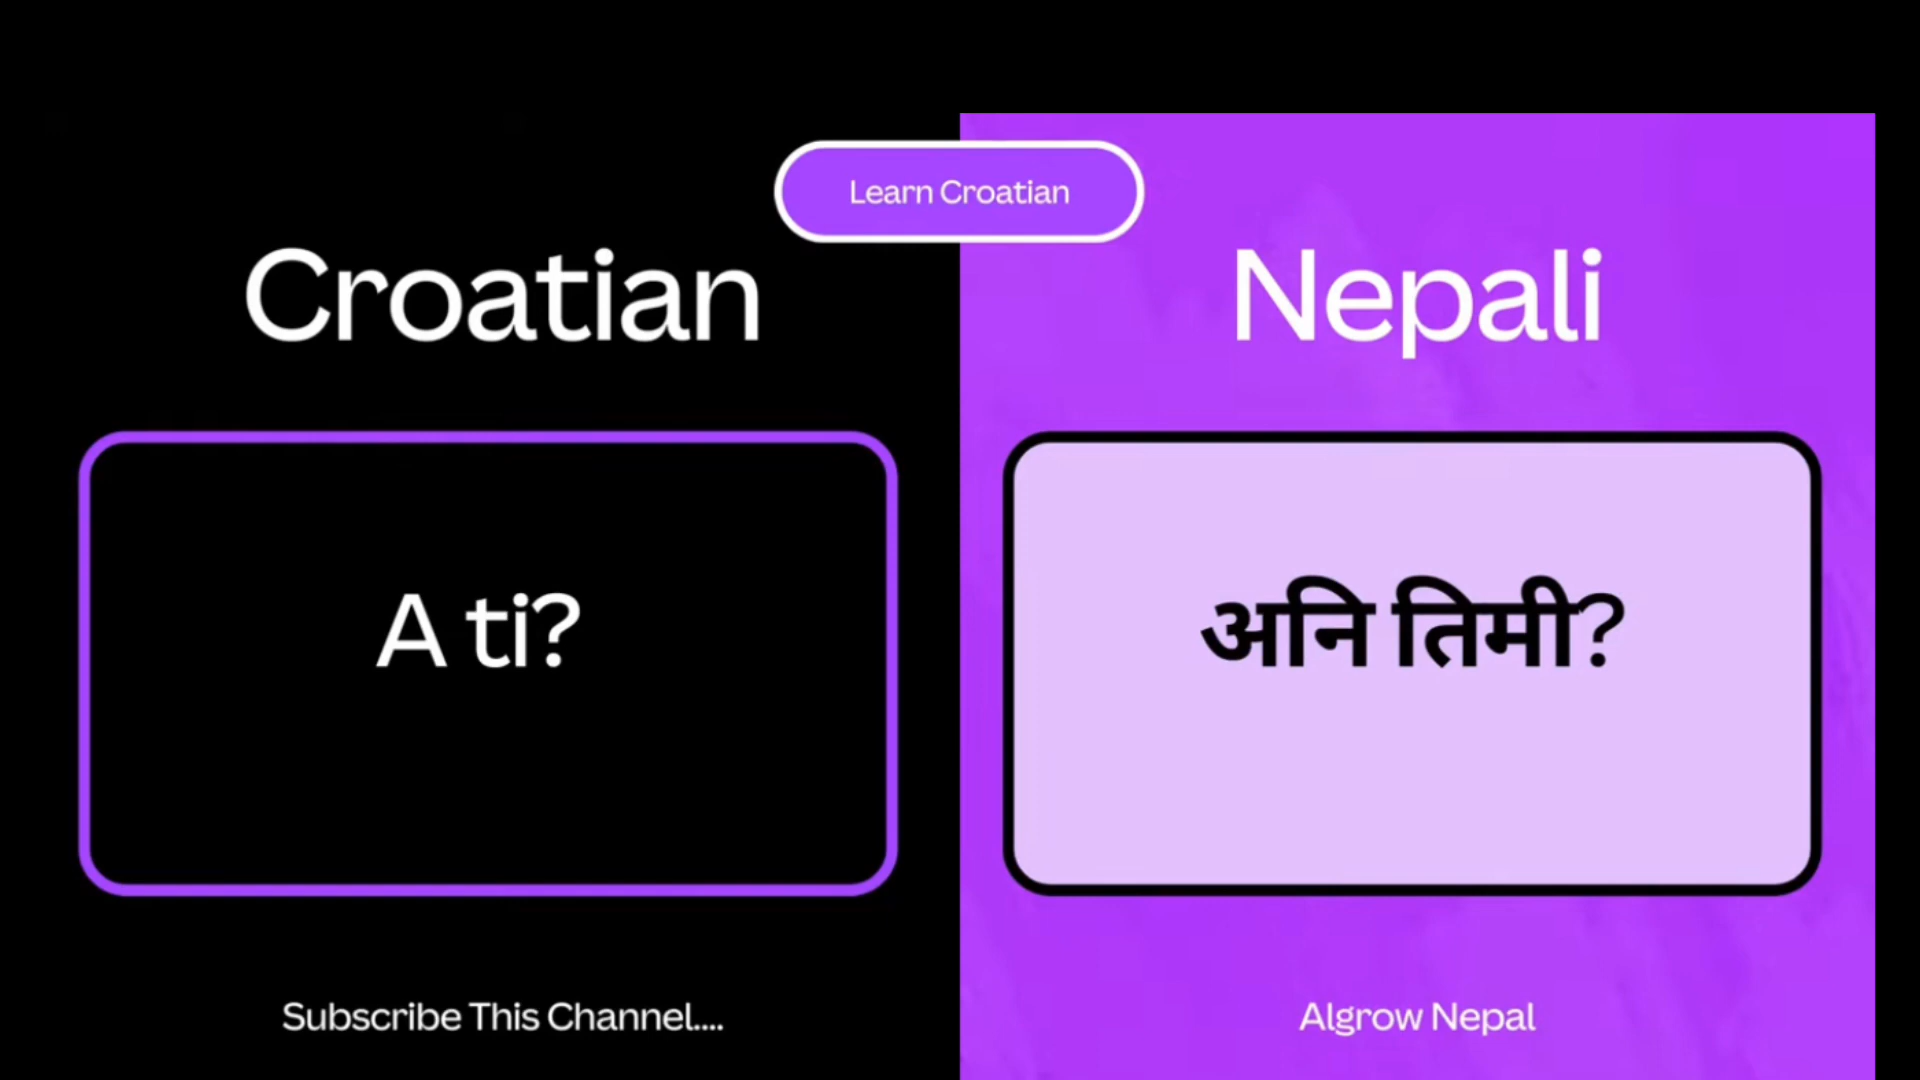 Learn Croatian
Croatian
Nepali
A ti?
अनि तिमी?
Subscribe This Channel....
Algrow Nepal